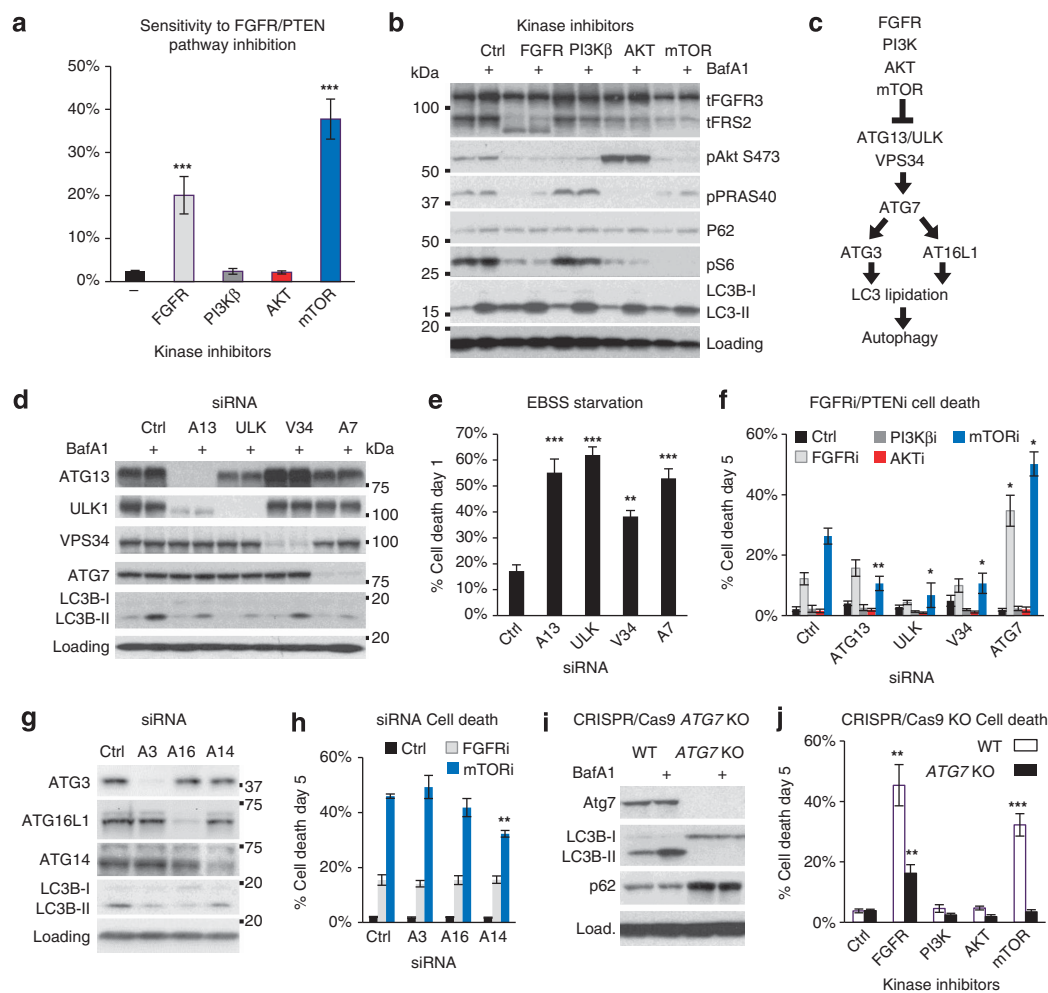 a
Sensitivity to FGFR/PTEN
pathway inhibition
50%
40%
30%
20%
10%
0%
***
***
–
FGFR
PI3Kβ
AKT
mTOR
Kinase inhibitors
b
Kinase inhibitors
Ctrl FGFR PI3Kβ AKT mTOR
+ + + + + BafA1
kDa
100
50
37
50
25
15
20
tFGFR3
tFRS2
pAkt S473
pPRAS40
P62
pS6
LC3B-I
LC3-II
Loading
c
FGFR
PI3K
AKT
mTOR
ATG13/ULK
VPS34
ATG7
ATG3 AT16L1
LC3 lipidation
Autophagy
d
siRNA
Ctrl A13 ULK V34 A7
BafA1 + + + + + kDa
ATG13
75
ULK1
100
VPS34
100
ATG7
75
LC3B-I
20
LC3B-II
20
Loading
e
EBSS starvation
% Cell death day 1
70%
60%
50%
40%
30%
20%
10%
0%
***
***
**
***
Ctrl
A13
ULK
V34
A7
siRNA
f
FGFRi/PTENi cell death
Ctrl PI3Kβi mTORi
FGFRi AKTi
% Cell death day 5
60%
40%
20%
0%
**
*
*
*
*
Ctrl
ATG13
ULK
V34
ATG7
siRNA
g
siRNA
Ctrl A3 A16 A14
ATG3
37
75
ATG16L1
75
ATG14
LC3B-I
20
LC3B-II
20
Loading
h
siRNA Cell death
Ctrl FGFRi
mTORi
% Cell death day 5
60%
40%
20%
0%
**
Ctrl A3 A16 A14
siRNA
i
CRISPR/Cas9 ATG7 KO
WT ATG7 KO
BafA1 + +
Atg7
LC3B-I
LC3B-II
p62
Load.
j
CRISPR/Cas9 KO Cell death
WT
ATG7 KO
% Cell death day 5
60%
40%
20%
0%
**
**
***
Ctrl
FGFR
PI3K
AKT
mTOR
Kinase inhibitors